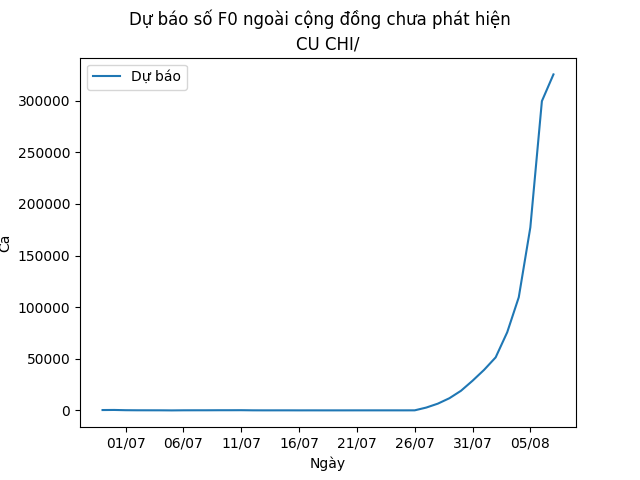 Dự báo số F0 ngoài cộng đồng chưa phát hiện
CU CHI/
Dự báo
300000
250000
200000
150000
100000
50000
0
Ca
01/07 06/07 11/07 16/07 21/07 26/07 31/07 05/08
Ngày